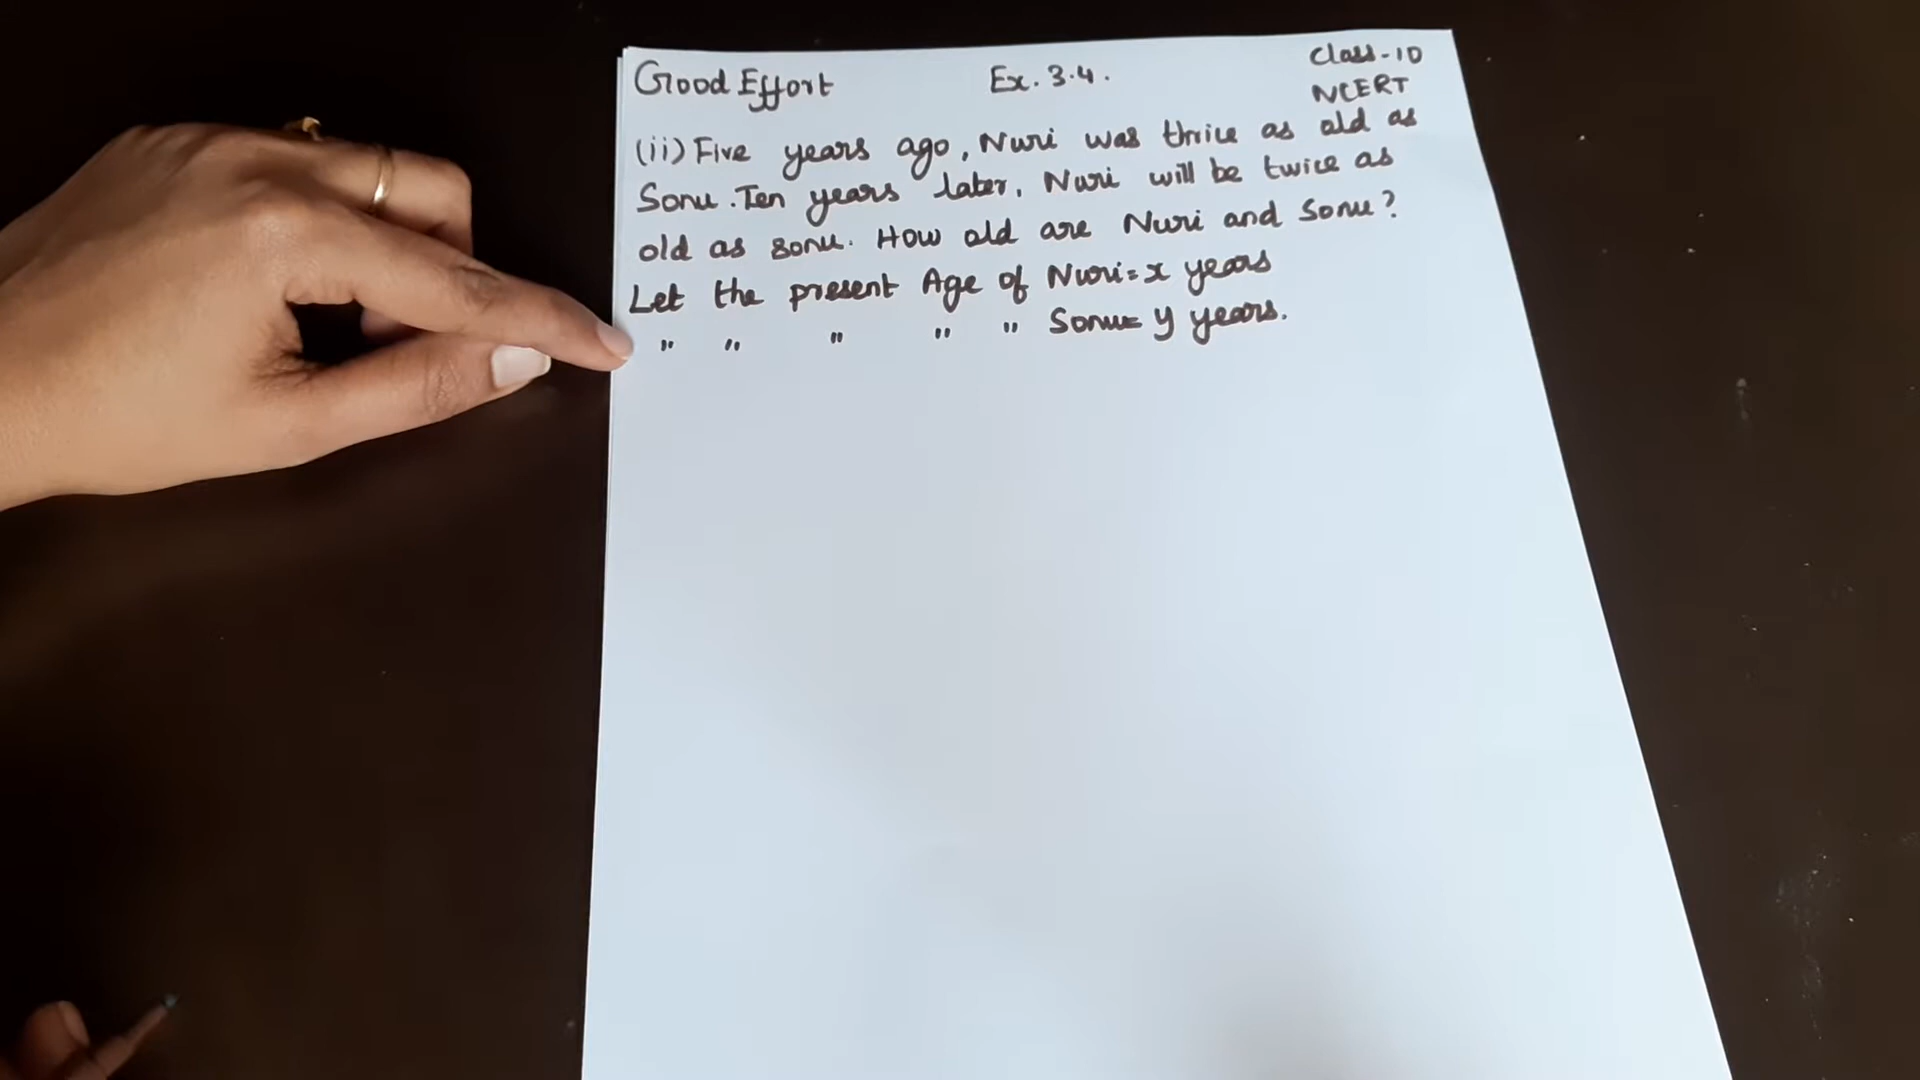 Good Effort Ex. 3.4. Class-10
NCERT
(ii) Five years ago, Nuri was thrice as old as
Sonu. Ten years later, Nuri will be twice as
old as sonu. How old are Nuri and Sonu?
Let the present Age of Nuri = x years
" " " " " Sonu = y years.